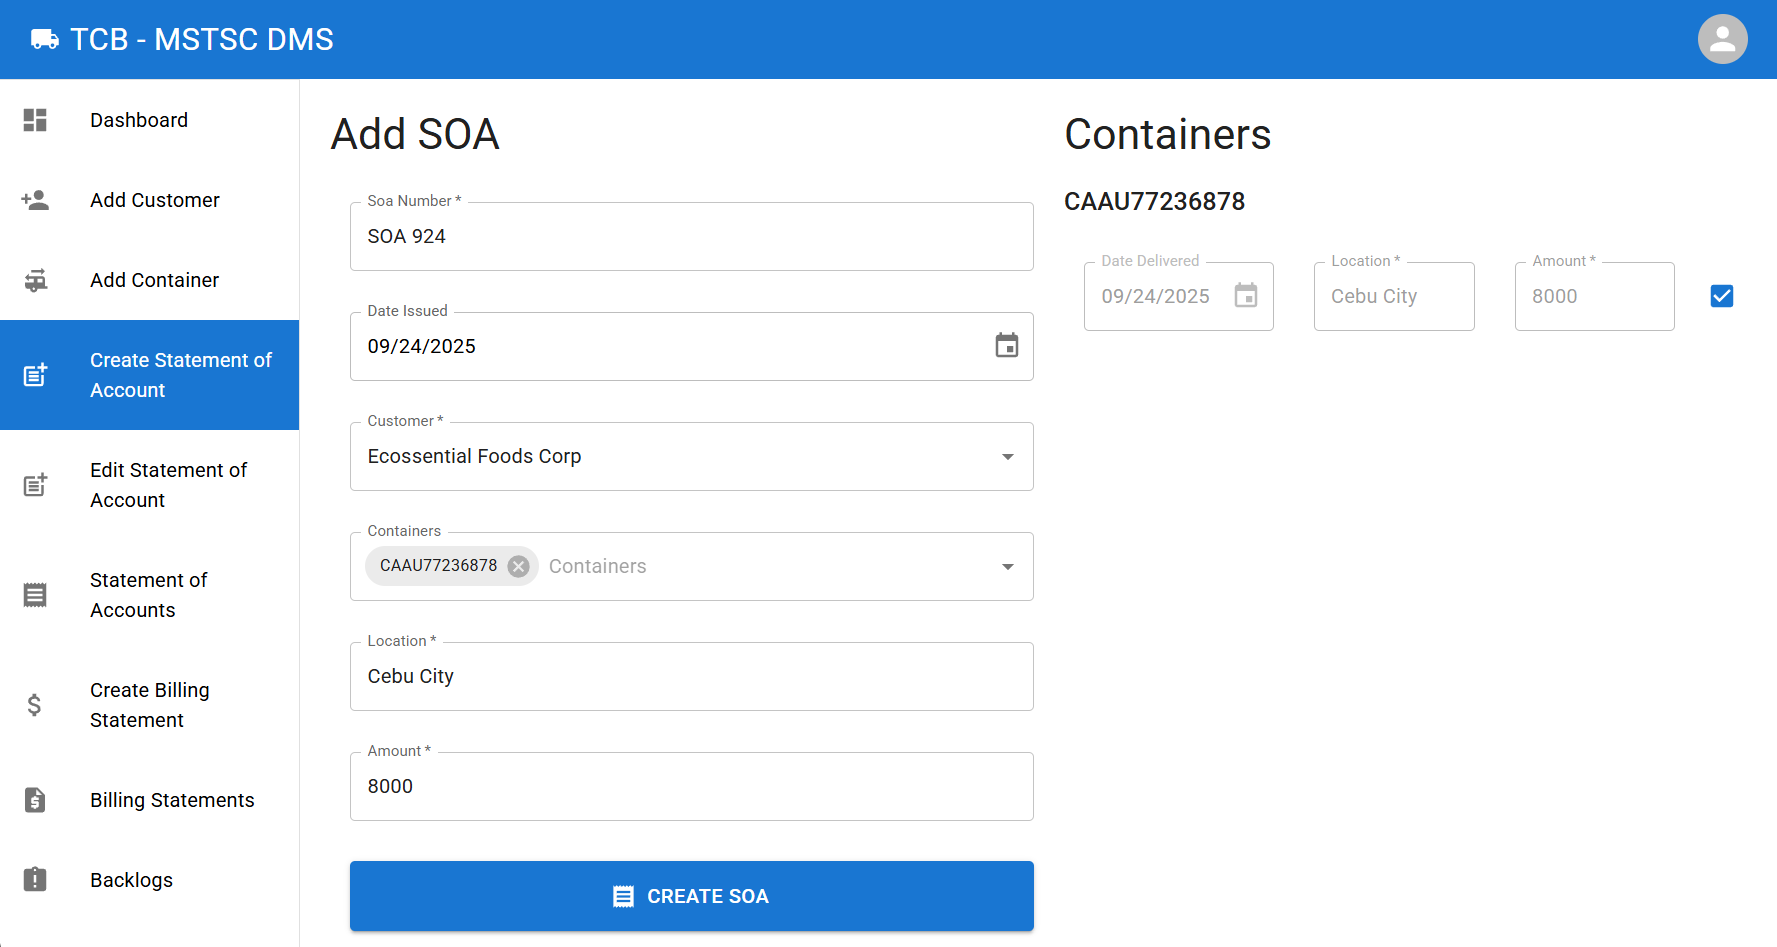 TCB - MSTSC DMS
Dashboard
Add Customer
Add Container
Create Statement of
Account
Edit Statement of
Account
Statement of
Accounts
Create Billing
Statement
Billing Statements
Backlogs
Add SOA
Soa Number *
SOA 924
Date Issued
09/24/2025
Customer *
Ecossential Foods Corp
Containers
CAAU77236878 Containers
Location *
Cebu City
Amount *
8000
CREATE SOA
Containers
CAAU77236878
Date Delivered
09/24/2025
Location *
Cebu City
Amount *
8000